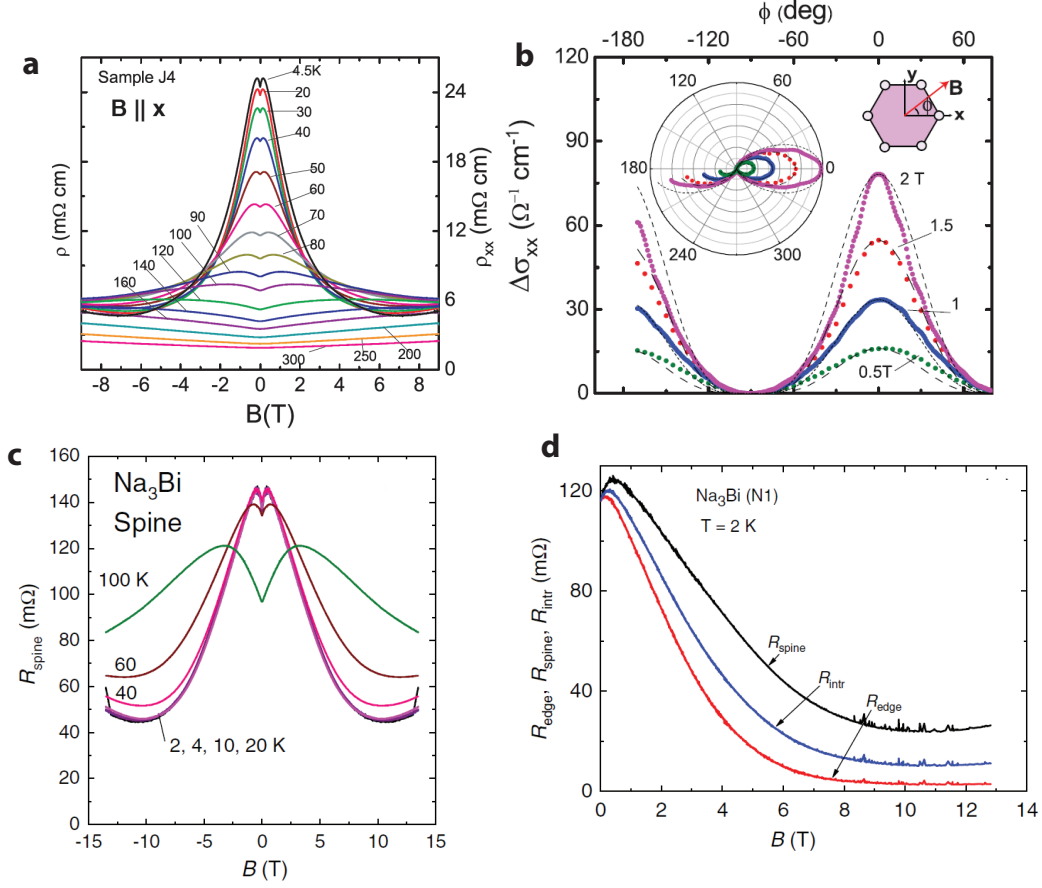 a
Sample J4
B || x
4.5K
20
30
40
50
60
70
80
90
100
120
140
160
200
250
300
24
18
12
6
0
ρ (mΩ cm)
ρxx (mΩ cm)
-8 -6 -4 -2 0 2 4 6 8
B(T)
b
ϕ (deg)
-180 -120 -60 0 60
120
90
60
30
0
Δσxx (Ω⁻¹ cm⁻¹)
120 60
180 0
240 300
y
B
ϕ
x
2 T
1.5
1
0.5T
-180 -120 -60 0 60
c
Na₃Bi
Spine
160
140
120
100
80
60
40
20
0
Rspine (mΩ)
100 K
60
40
2, 4, 10, 20 K
-15 -10 -5 0 5 10 15
B (T)
d
Na₃Bi (N1)
T = 2 K
120
80
40
0
Redge, Rspine, Rintr (mΩ)
Rspine
Rintr
Redge
0 2 4 6 8 10 12 14
B (T)